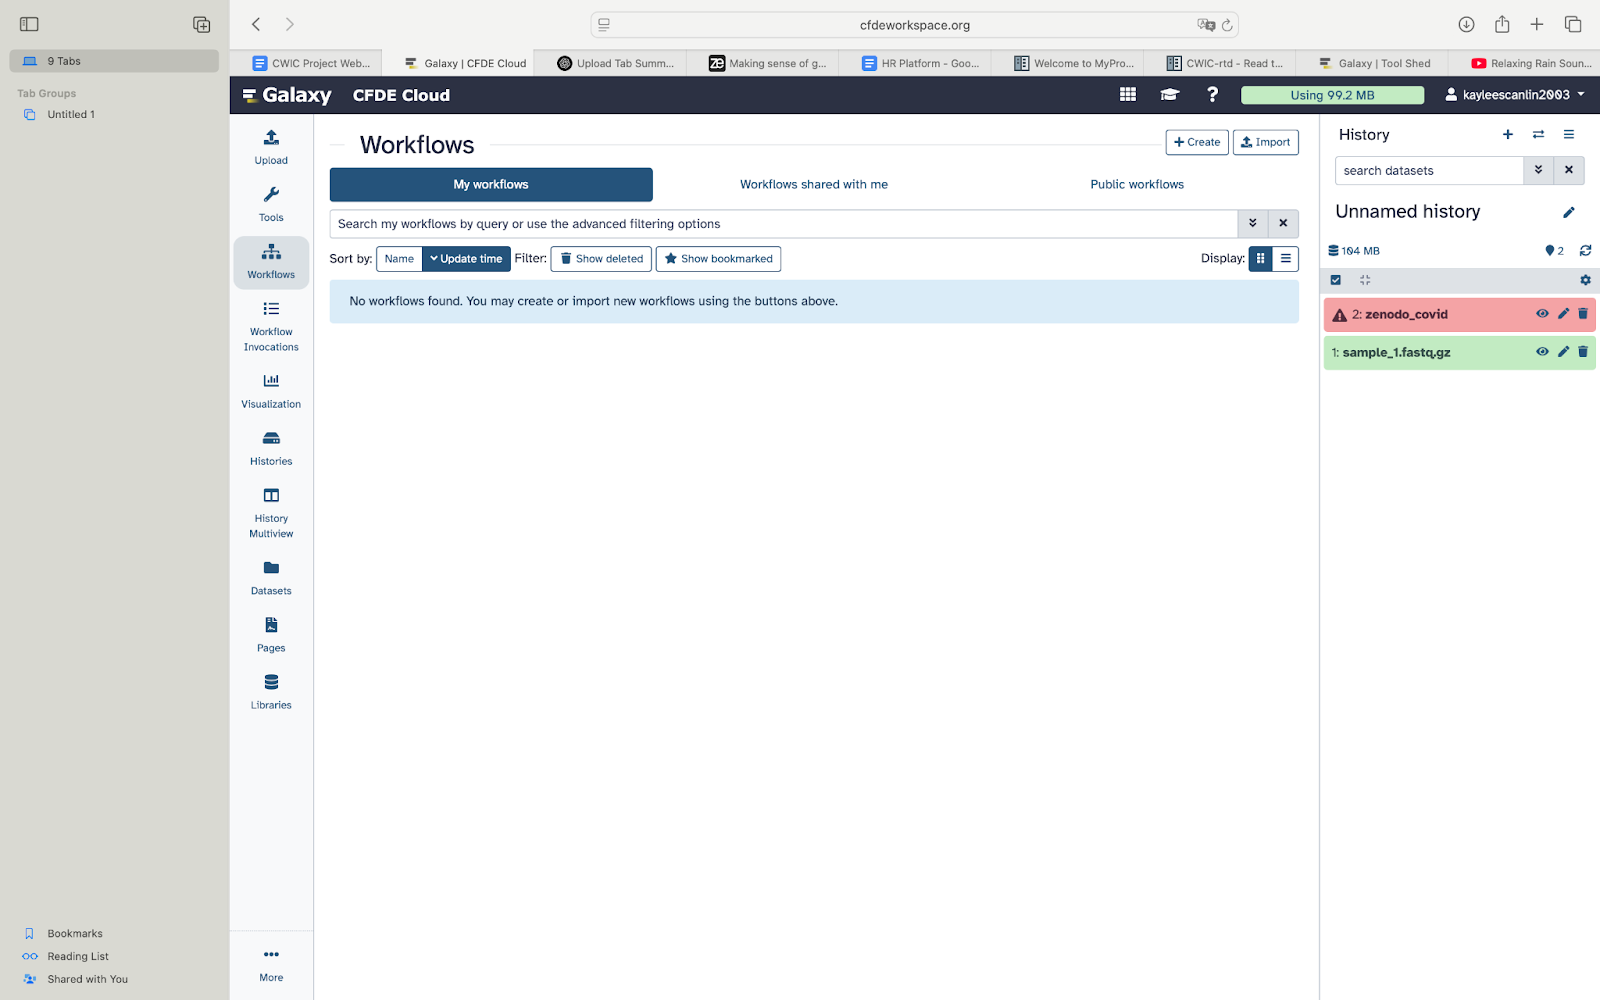 9 Tabs
Tab Groups
Untitled 1
Bookmarks
Reading List
Shared with You
cfdeworkspace.org
CWIC Project Web...
Galaxy | CFDE Cloud
Upload Tab Summ...
ze Making sense of g...
HR Platform - Goo...
Welcome to MyPro...
CWIC-rtd - Read t...
Galaxy | Tool Shed
Relaxing Rain Soun...
Galaxy CFDE Cloud
Using 99.2 MB
kayleescanlin2003
Upload
Tools
Workflows
Workflow
Invocations
Visualization
Histories
History
Multiview
Datasets
Pages
Libraries
More
Workflows
Create
Import
My workflows
Workflows shared with me
Public workflows
Search my workflows by query or use the advanced filtering options
Sort by: Name Update time Filter: Show deleted Show bookmarked
Display:
No workflows found. You may create or import new workflows using the buttons above.
History
search datasets
Unnamed history
104 MB
2
2: zenodo_covid
1: sample_1.fastq.gz